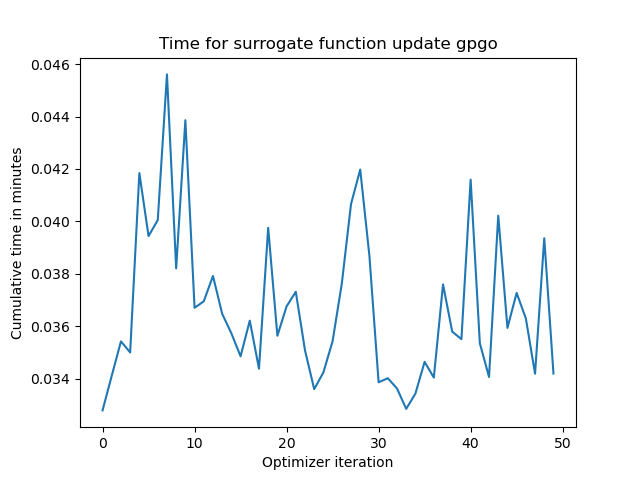 Time for surrogate function update gpgo
0.046
0.044
0.042
0.040
0.038
0.036
0.034
Cumulative time in minutes
0 10 20 30 40 50
Optimizer iteration